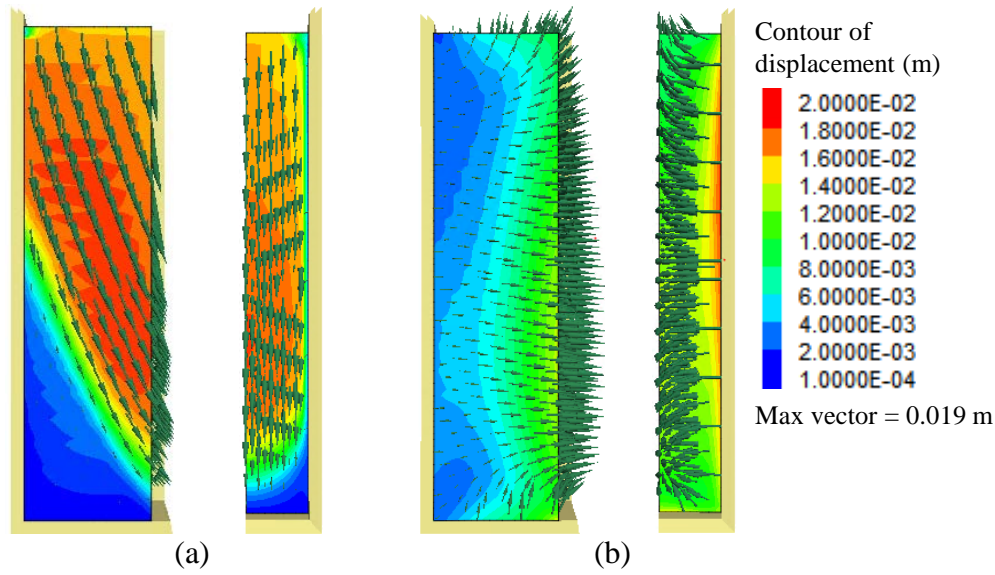 Contour of
displacement (m)
2.0000E-02
1.8000E-02
1.6000E-02
1.4000E-02
1.2000E-02
1.0000E-02
8.0000E-03
6.0000E-03
4.0000E-03
2.0000E-03
1.0000E-04
Max vector = 0.019 m
(a)
(b)